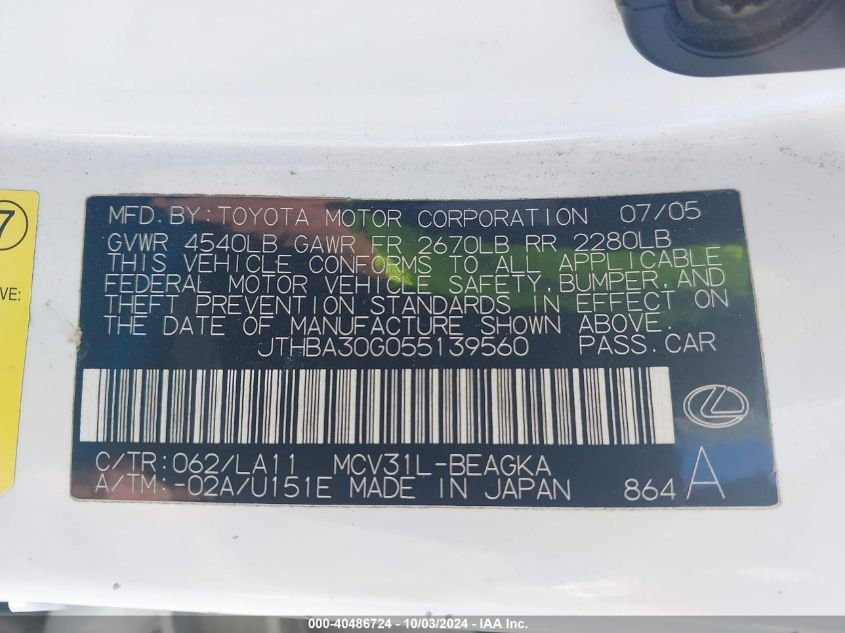 7
VE:
MFD.BY:TOYOTA MOTOR CORPORATION 07/05
GVWR 4540LB GAWR FR 2670LB RR 2280LB
THIS VEHICLE CONFORMS TO ALL APPLICABLE
FEDERAL MOTOR VEHICLE SAFETY,BUMPER,AND
THEFT PREVENTION STANDARDS IN EFFECT ON
THE DATE OF MANUFACTURE SHOWN ABOVE.
JTHBA30G055139560 PASS.CAR
C/TR:062/LA11 MCV31L-BEAGKA
A/TM:-02A/U151E MADE IN JAPAN 864 A
000-40486724 - 10/03/2024 - IAA Inc.